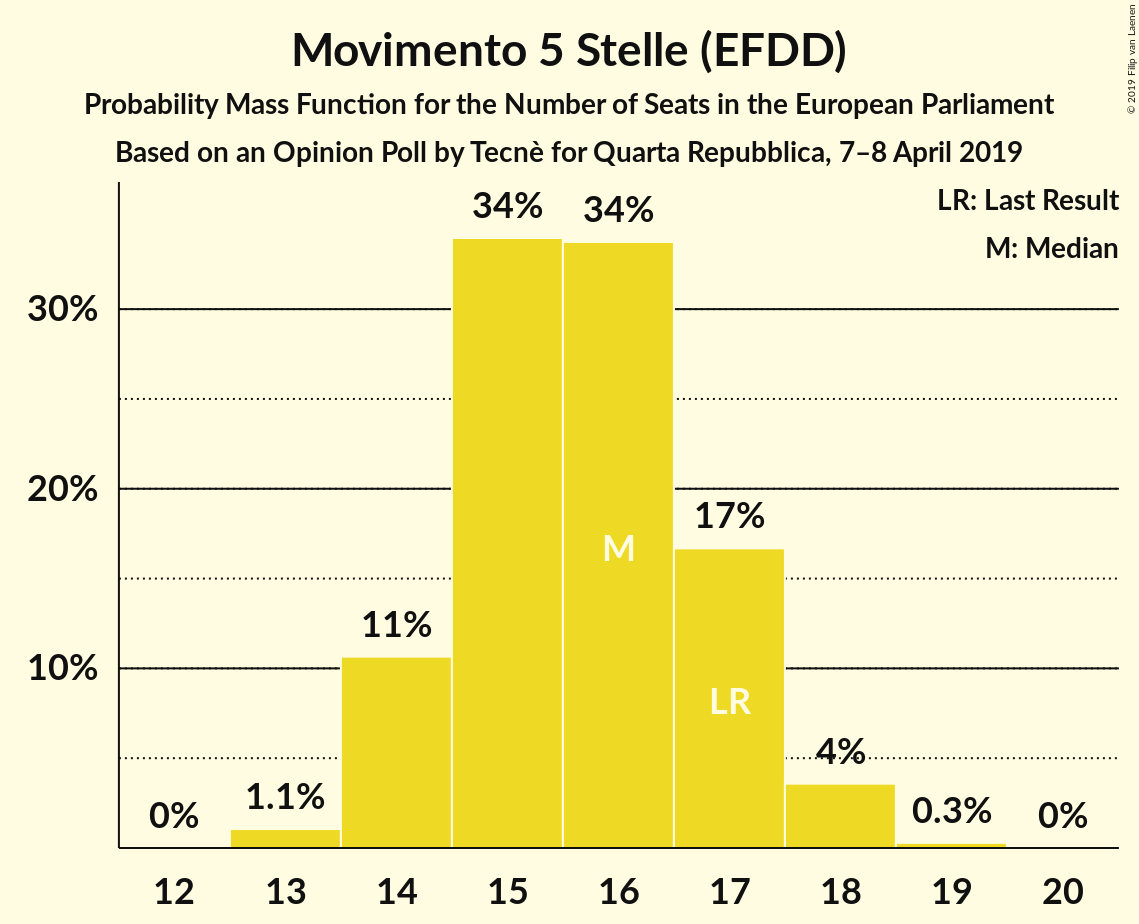 Movimento 5 Stelle (EFDD)
Probability Mass Function for the Number of Seats in the European Parliament
Based on an Opinion Poll by Tecnè for Quarta Repubblica, 7–8 April 2019
© 2019 Filip van Laenen
LR: Last Result
M: Median
34%
34%
30%
20%
17%
M
11%
10%
LR
4%
1.1%
0.3%
0%
0%
12 13 14 15 16 17 18 19 20